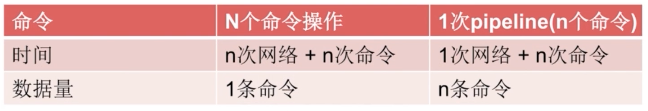 命令 N个命令操作 1次pipeline(n个命令)
时间 n次网络 + n次命令 1次网络 + n次命令
数据量 1条命令 n条命令